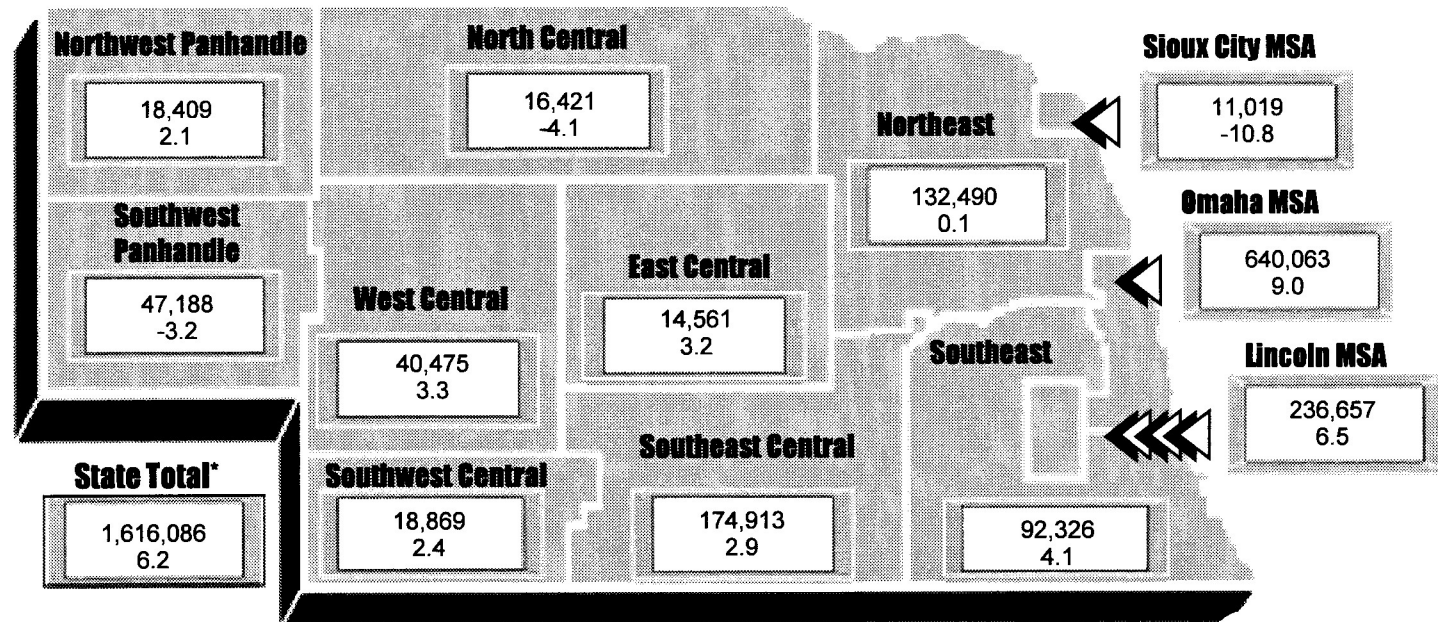 Northwest Panhandle
18,409
2.1
North Central
16,421
-4.1
Sioux City MSA
11,019
-10.8
Northeast
132,490
0.1
Southwest
Panhandle
47,188
-3.2
Omaha MSA
640,063
9.0
West Central
40,475
3.3
East Central
14,561
3.2
Southeast
92,326
4.1
Lincoln MSA
236,657
6.5
State Total*
1,616,086
6.2
Southwest Central
18,869
2.4
Southeast Central
174,913
2.9